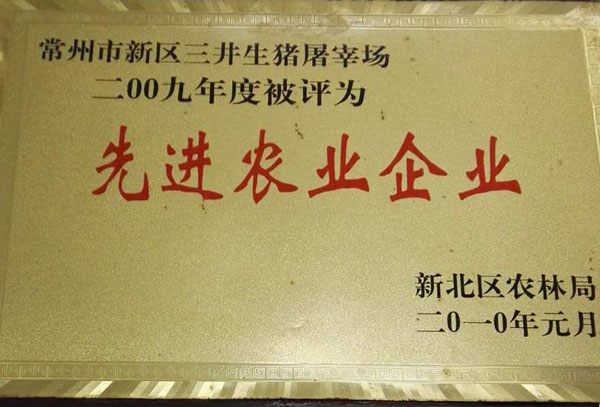 常州市新区三井生猪屠宰场
二00九年度被评为
先进农业企业
新北区农林局
二0一0年元月